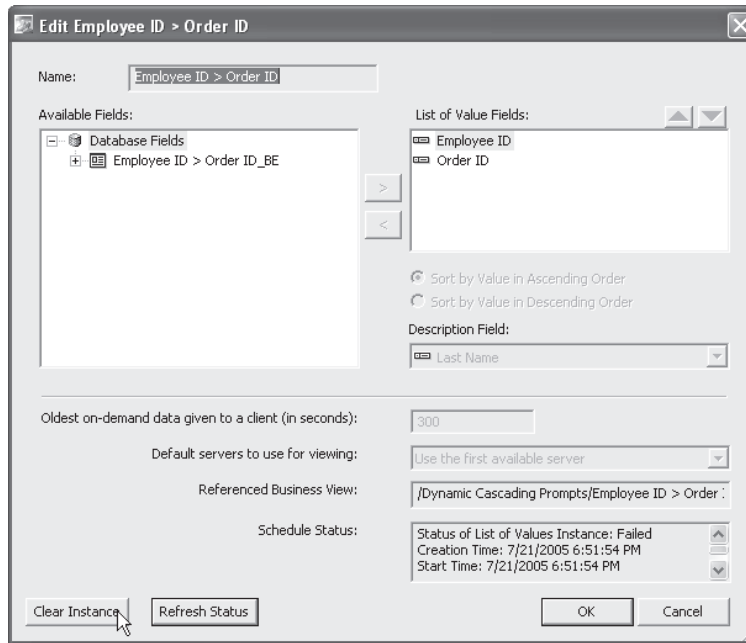 Edit Employee ID > Order ID
Name: Employee ID > Order ID
Available Fields:
Database Fields
Employee ID > Order ID_BE
>
<
List of Value Fields:
Employee ID
Order ID
Sort by Value in Ascending Order
Sort by Value in Descending Order
Description Field:
Last Name
Oldest on-demand data given to a client (in seconds): 300
Default servers to use for viewing: Use the first available server
Referenced Business View: /Dynamic Cascading Prompts/Employee ID > Order
Schedule Status: Status of List of Values Instance: Failed
Creation Time: 7/21/2005 6:51:54 PM
Start Time: 7/21/2005 6:51:54 PM
Clear Instance Refresh Status OK Cancel